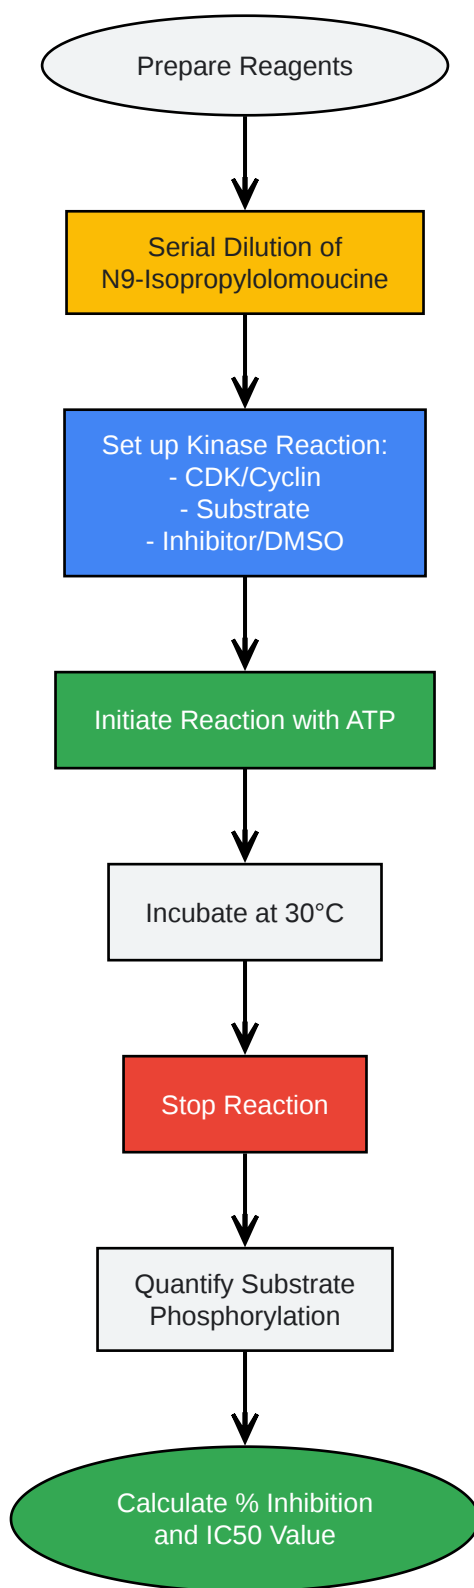 Prepare Reagents
Serial Dilution of
N9-Isopropylolomoucine
Set up Kinase Reaction:
- CDK/Cyclin
- Substrate
- Inhibitor/DMSO
Initiate Reaction with ATP
Incubate at 30°C
Stop Reaction
Quantify Substrate
Phosphorylation
Calculate % Inhibition
and IC50 Value